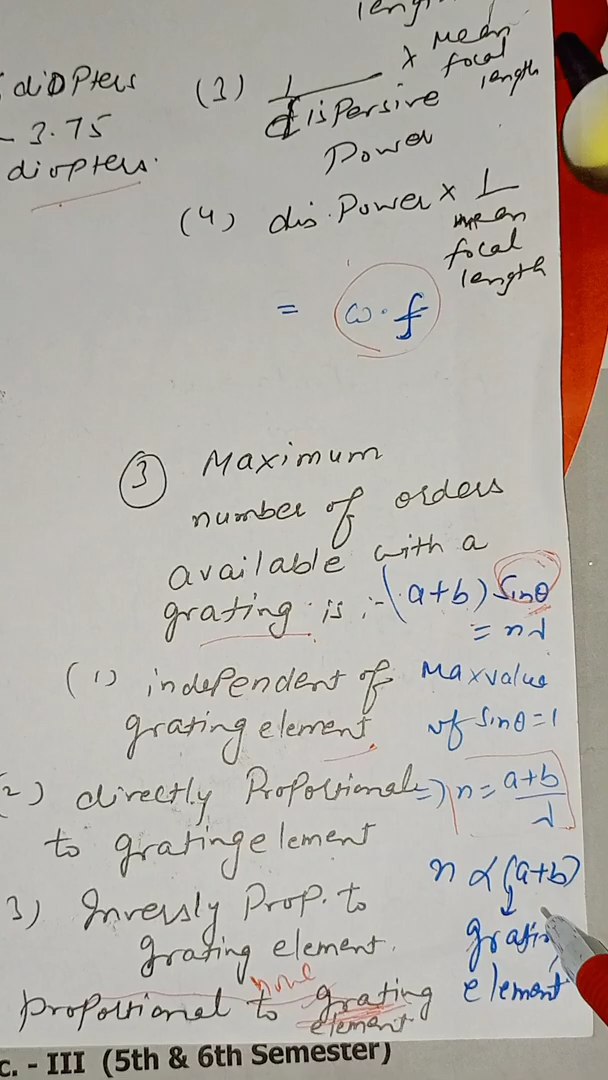 length
diopters
- 3.75
diopters.
(3) 1 / dispersive Power × Mean focal length
(4) dis. Power × 1 / mean focal length
= ω.f
③ Maximum
number of orders
available with a
grating is :- (a+b) Sinθ
= nλ
(1) independent of
grating element
Max value
of Sinθ=1
2) directly Proportional
to grating element
=) n = a+b / λ
n ∝ (a+b)
↓
grating
element
3) Inversly Prop. to
grating element.
none
Proportional to grating
element
c. - III (5th & 6th Semester)